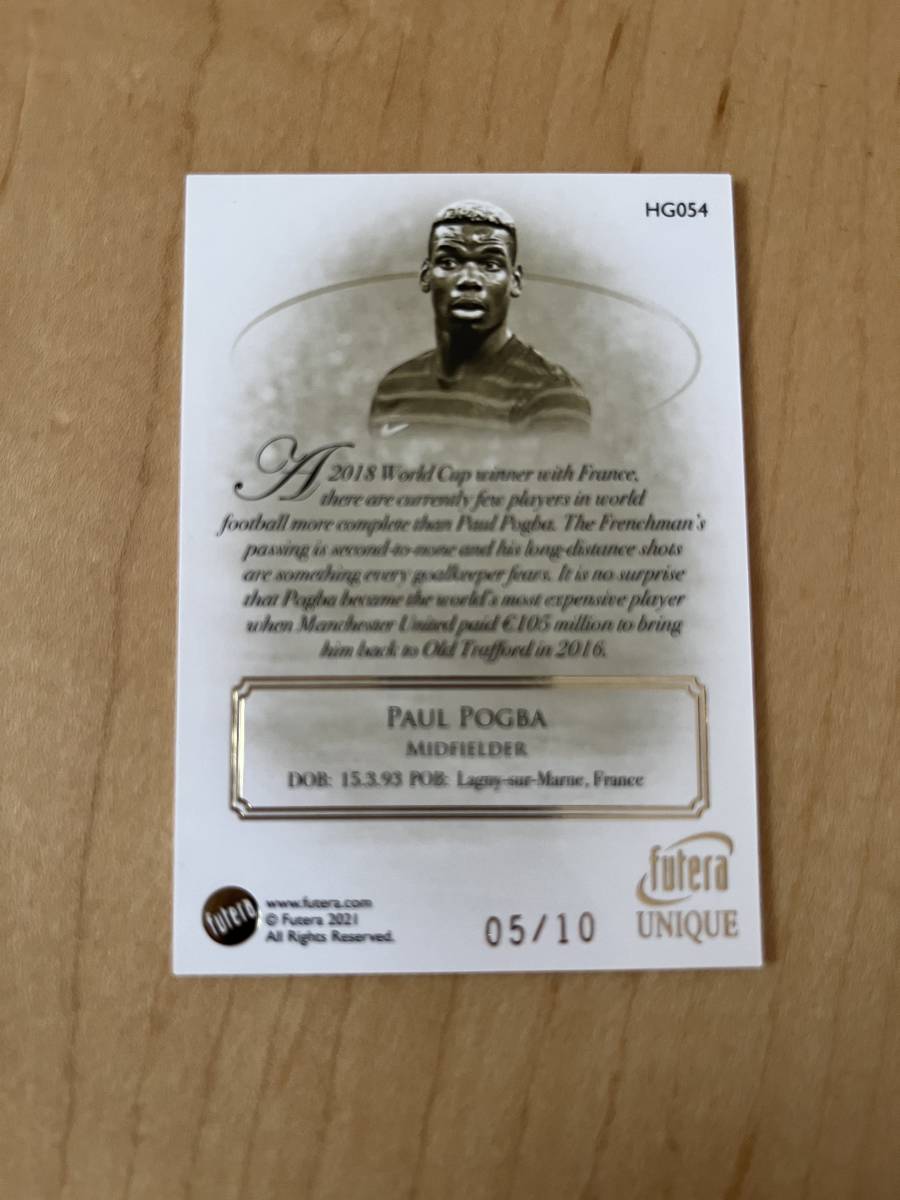 HG054
A 2018 World Cup winner with France,
there are currently few players in world
football more complete than Paul Pogba. The Frenchman's
passing is second-to-none and his long-distance shots
are something every goalkeeper fears. It is no surprise
that Pogba became the world's most expensive player
when Manchester United paid €105 million to bring
him back to Old Trafford in 2016.
PAUL POGBA
MIDFIELDER
DOB: 15.3.93 POB: Lagny-sur-Marne, France
futera
UNIQUE
futera
www.futera.com
© Futera 2021
All Rights Reserved.
05/10